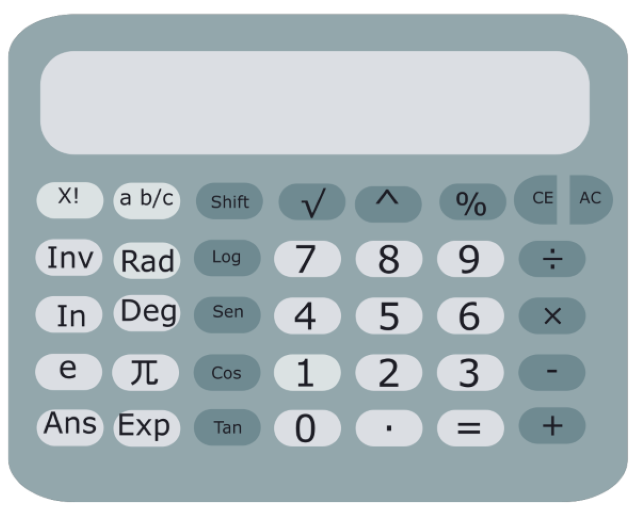 X! a b/c Shift √ ^ % CE AC
Inv Rad Log 7 8 9 ÷
In Deg Sen 4 5 6 ×
e π Cos 1 2 3 -
Ans Exp Tan 0 . = +